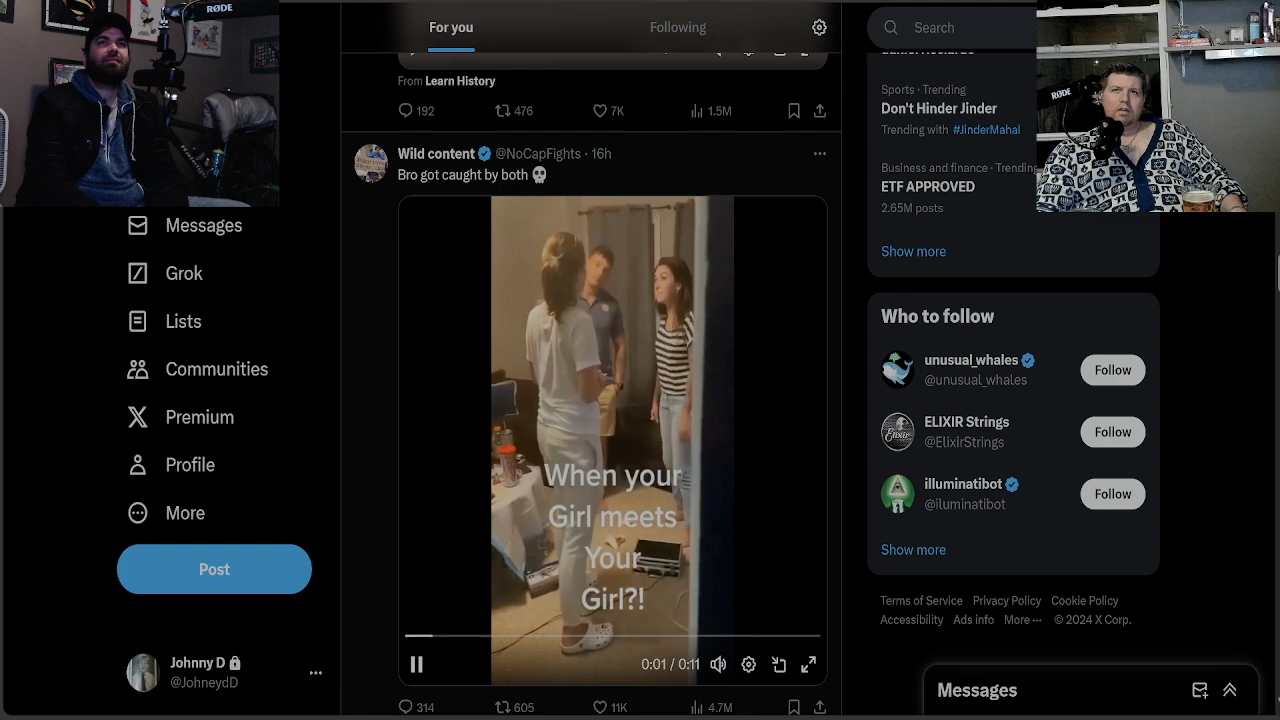 RØDE
For you
Following
Search
From Learn History
192
476
7K
1.5M
Sports · Trending
Don't Hinder Jinder
Trending with #JinderMahal
RØDE
Business and finance · Trending
ETF APPROVED
2.65M posts
Show more
Wild content @NoCapFights · 16h
Bro got caught by both 💀
Messages
Grok
Lists
Communities
Premium
Profile
More
Post
Johnny D
@JohneydD
When your
Girl meets
Your
Girl?!
0:01 / 0:11
314
605
11K
4.7M
Who to follow
unusual_whales
@unusual_whales
Follow
ELIXIR Strings
@ElixirStrings
Follow
illuminatibot
@iluminatibot
Follow
Show more
Terms of Service Privacy Policy Cookie Policy
Accessibility Ads info More ··· © 2024 X Corp.
Messages